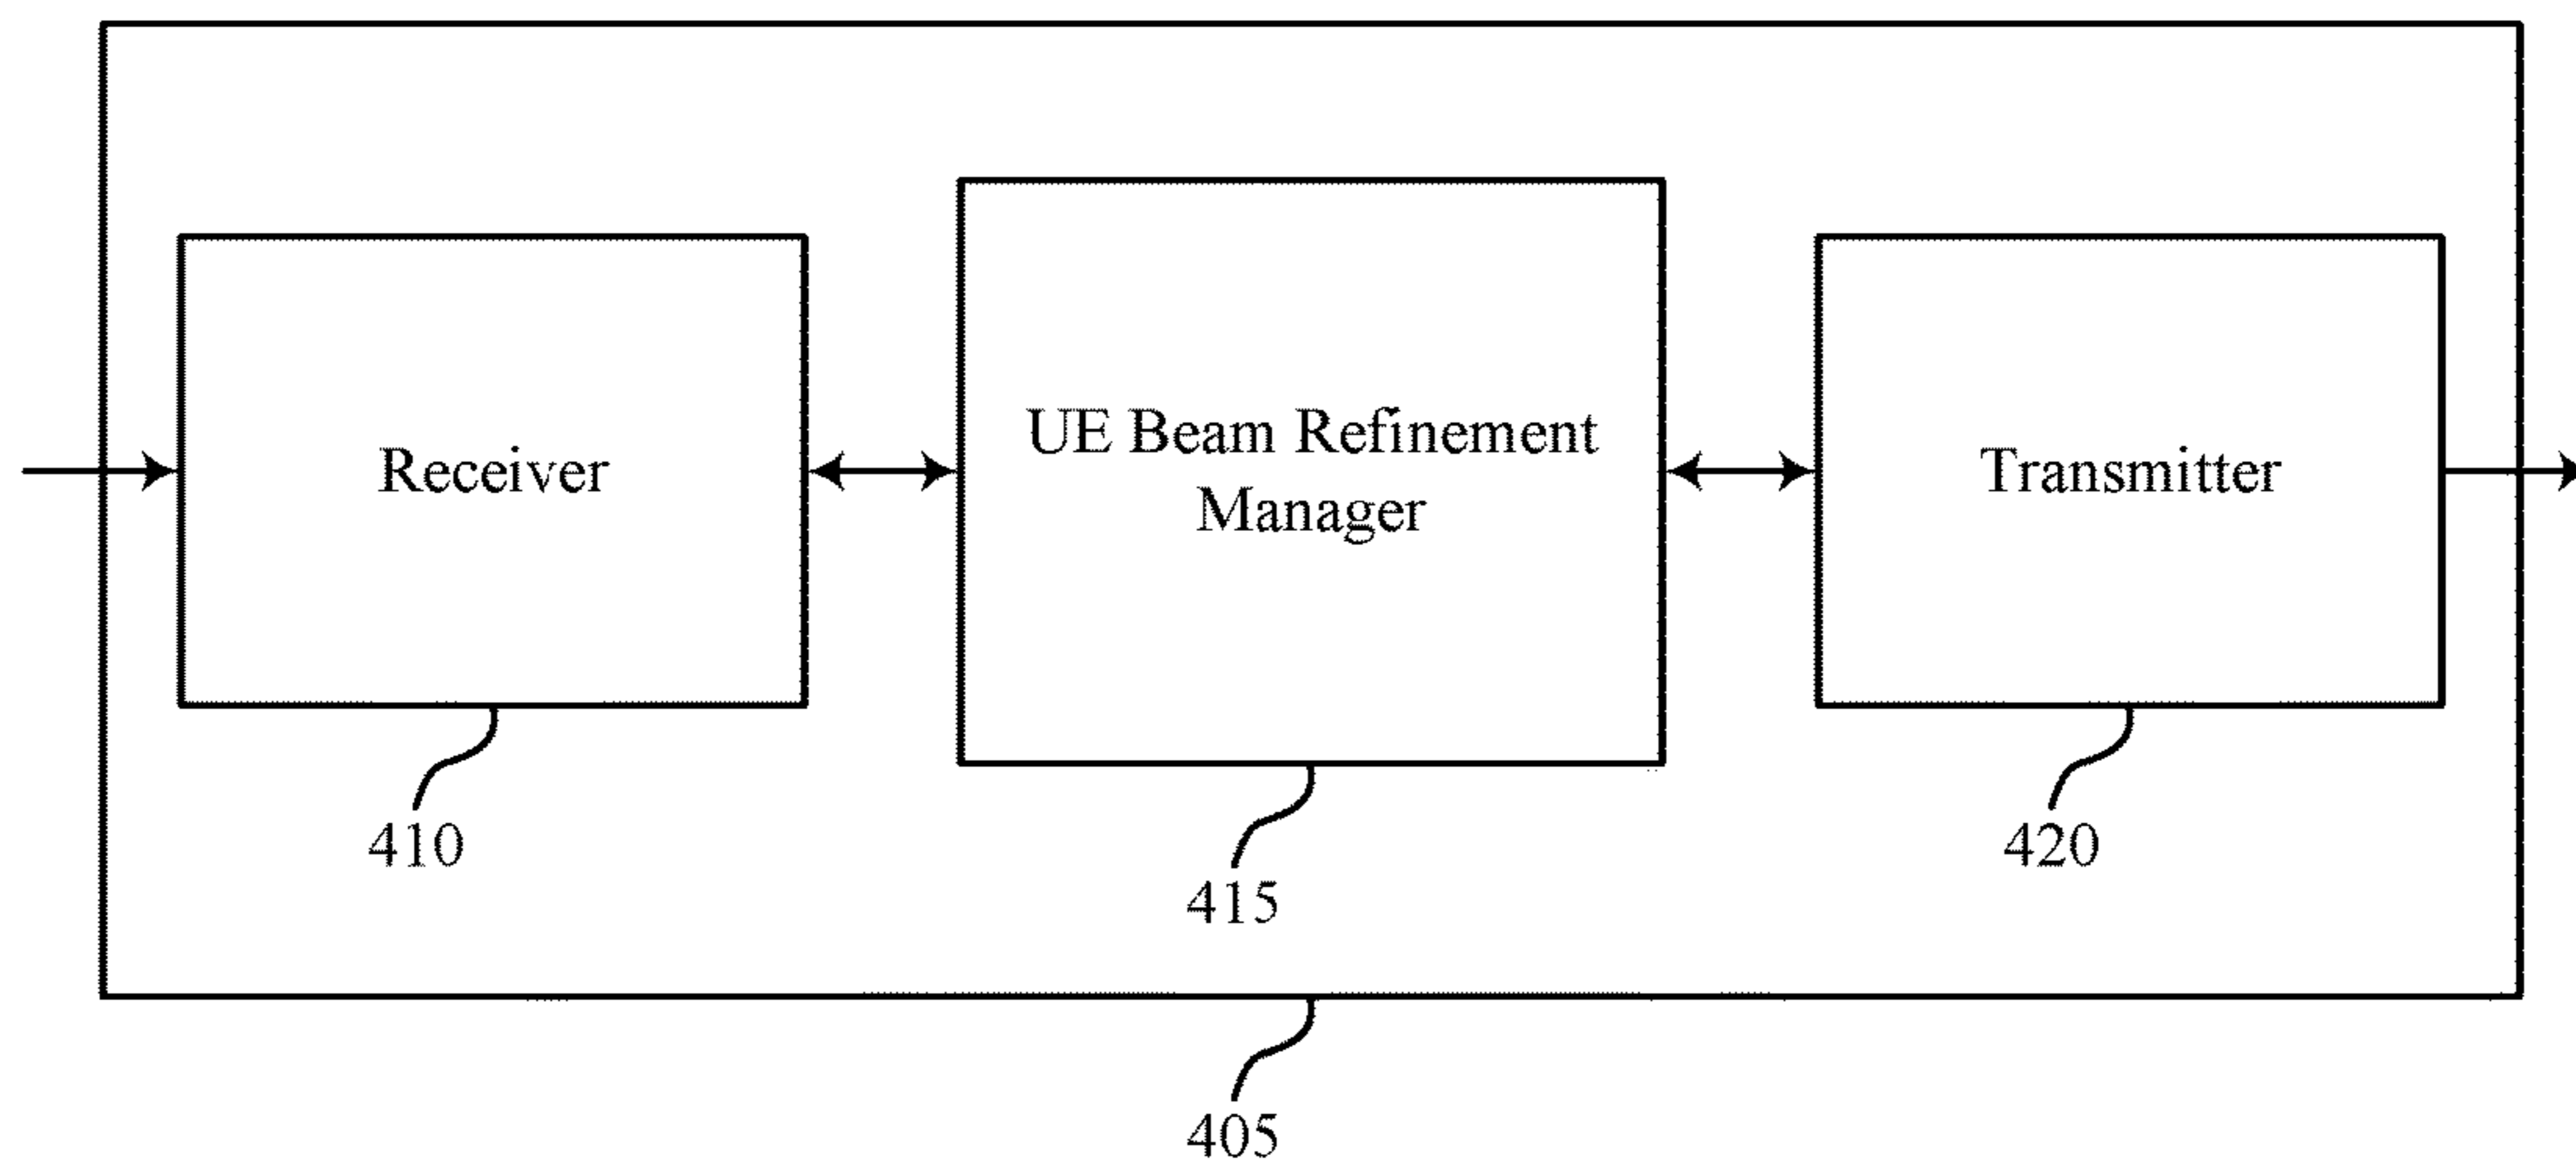 Receiver
UE Beam Refinement
Manager
Transmitter
410
415
420
405